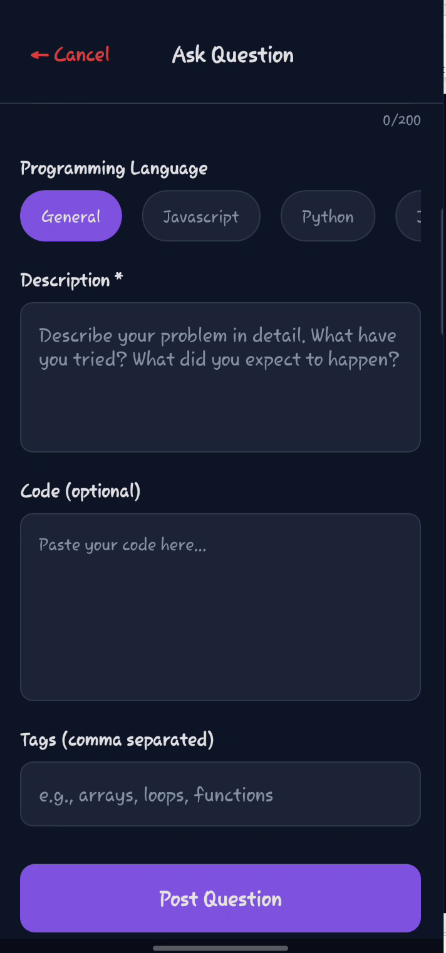 ← Cancel
Ask Question
0/200
Programming Language
General
Javascript
Python
Description *
Describe your problem in detail. What have
you tried? What did you expect to happen?
Code (optional)
Paste your code here...
Tags (comma separated)
e.g., arrays, loops, functions
Post Question